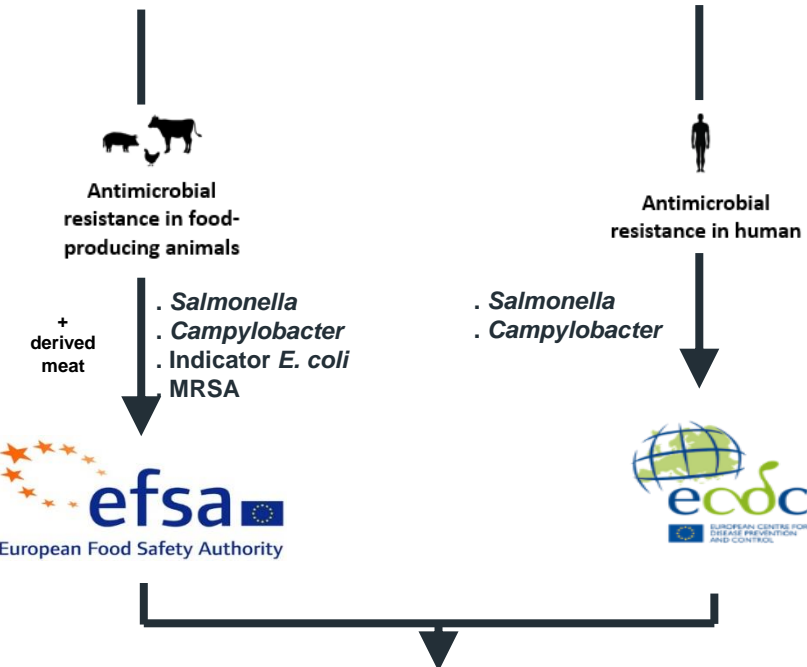 Antimicrobial
resistance in food-
producing animals
+
derived
meat
. Salmonella
. Campylobacter
. Indicator E. coli
. MRSA
efsa
European Food Safety Authority
Antimicrobial
resistance in human
. Salmonella
. Campylobacter
ecdc
EUROPEAN CENTRE FOR
DISEASE PREVENTION
AND CONTROL